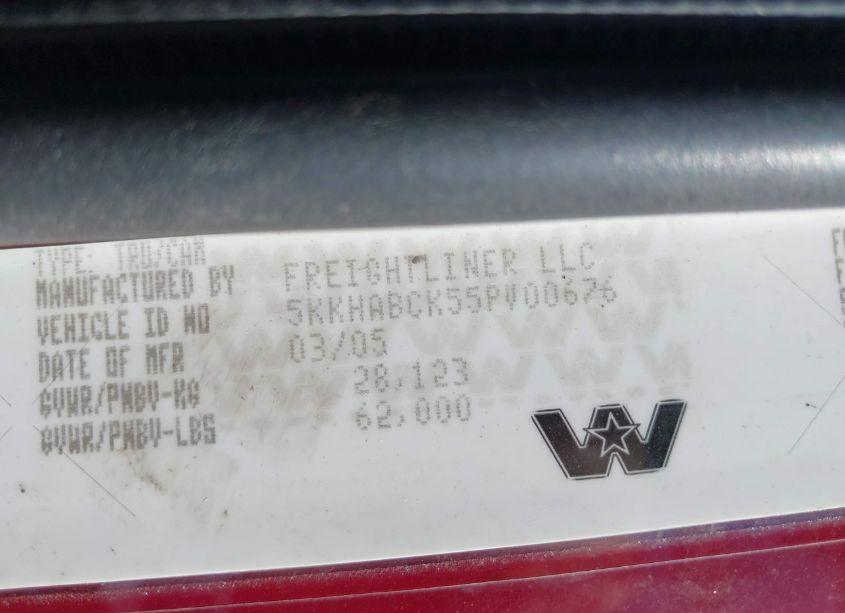 TYPE: TRU/CAM
MANUFACTURED BY FREIGHTLINER LLC
VEHICLE ID NO 5KKHABCK55PV00676
DATE OF MFR 03/05
GVWR/PNBV-KG 28,123
GVWR/PNBV-LBS 62,000
W